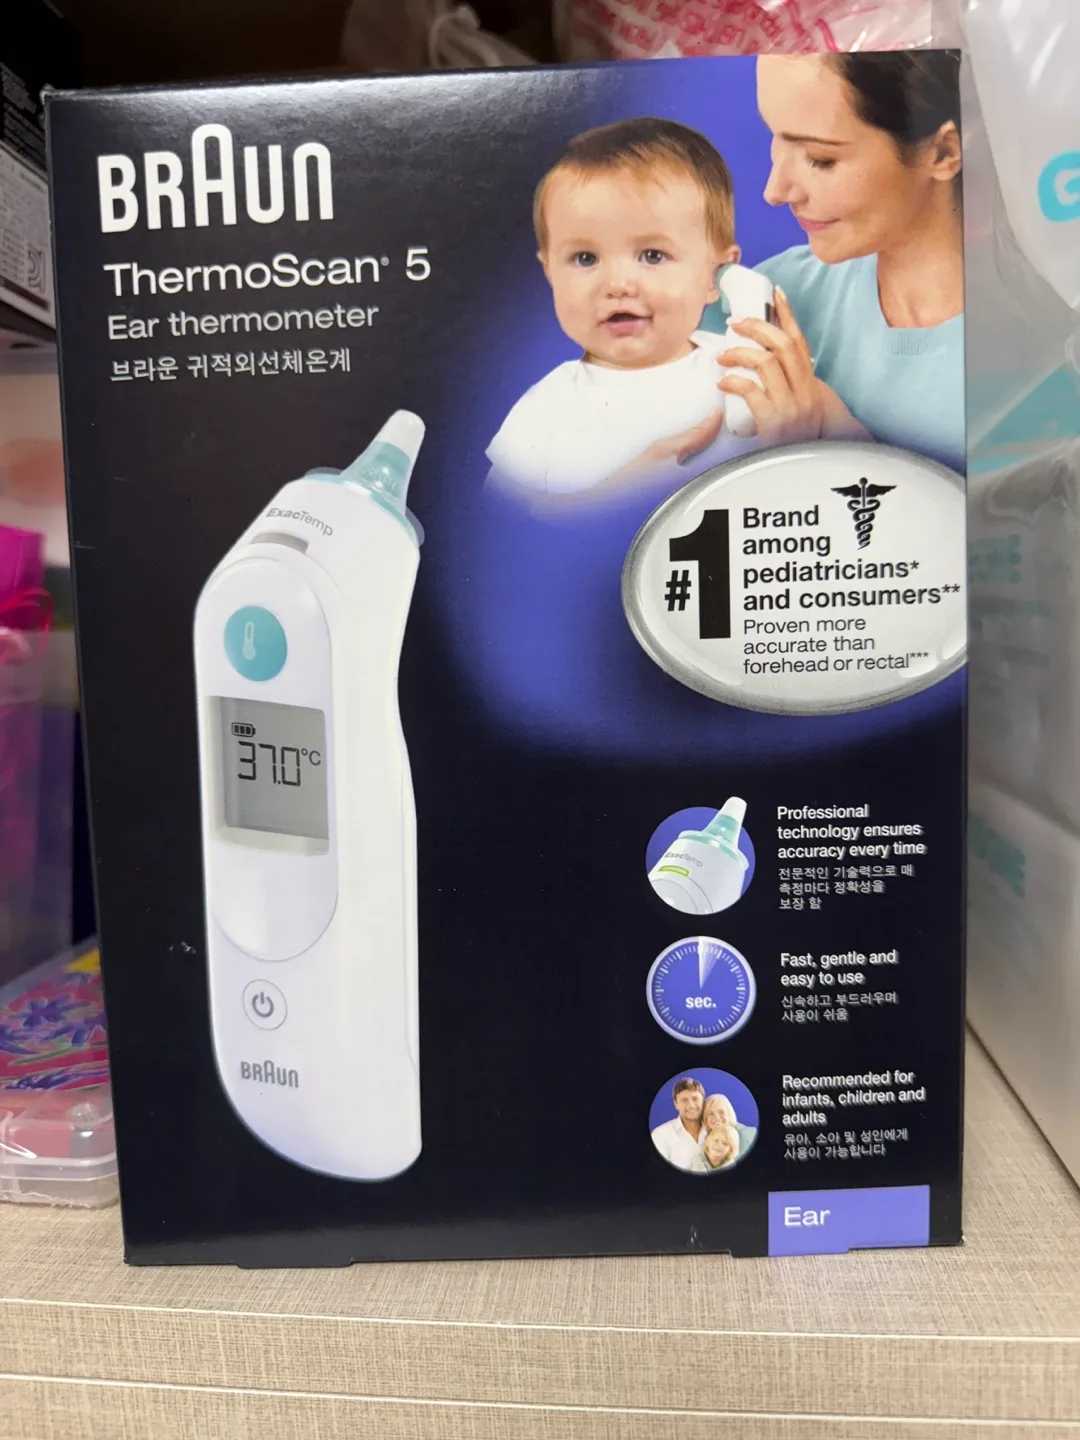 BRAUN
ThermoScan® 5
Ear thermometer
브라운 귀적외선체온계
ExacTemp
37.0°C
BRAUN
#1
Brand
among
pediatricians*
and consumers**
Proven more
accurate than
forehead or rectal***
ExacTemp
Professional
technology ensures
accuracy every time
전문적인 기술력으로 매
측정마다 정확성을
보장 함
sec.
Fast, gentle and
easy to use
신속하고 부드러우며
사용이 쉬움
Recommended for
infants, children and
adults
유아, 소아 및 성인에게
사용이 가능합니다
Ear
G